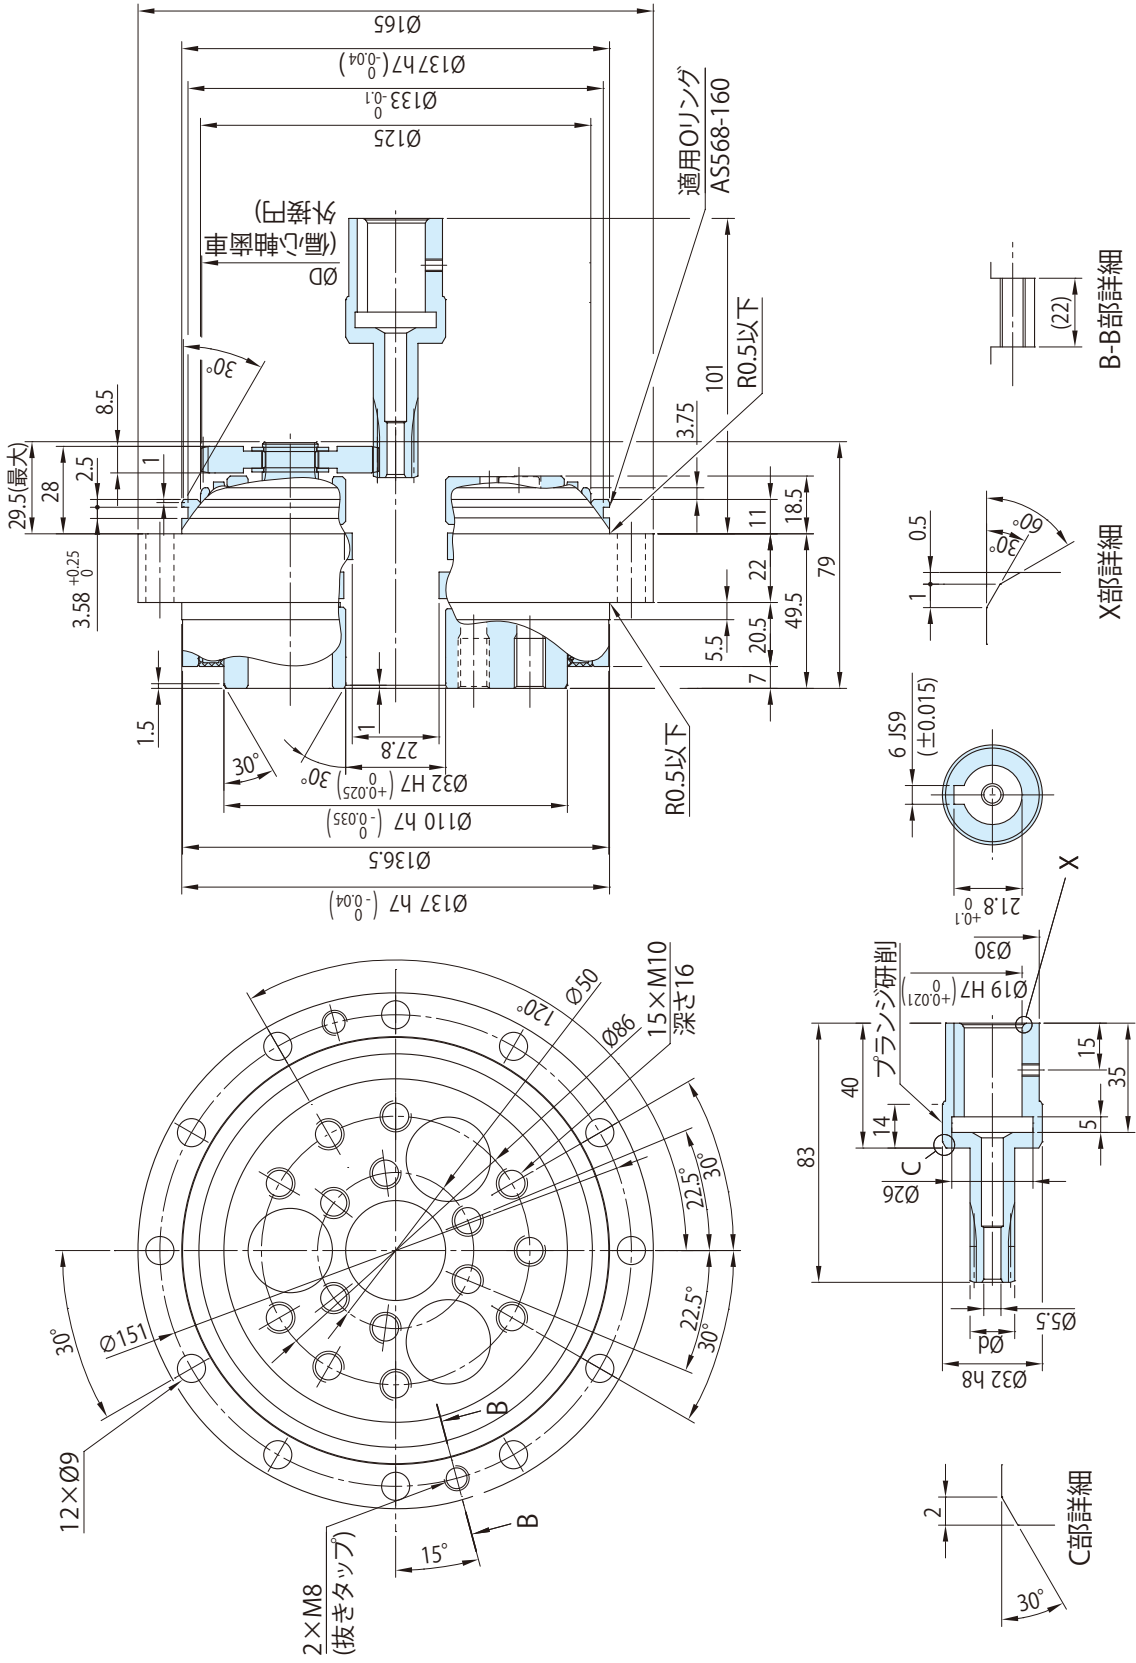 Ø165
Ø137 h7 ( 0 -0.04 )
Ø133 0 -0.1
Ø125
ØD
(偏心軸歯車
外接円)
適用Oリング
AS568-160
29.5(最大)
28
2.5
1
8.5
30°
3.58 +0.25 0
101
R0.5以下
3.75
11
18.5
22
79
49.5
5.5
20.5
7
1.5
30°
30°
1
27.8
Ø32 H7 ( +0.025 0 )
Ø110 h7 ( 0 -0.035 )
Ø136.5
Ø137 h7 ( 0 -0.04 )
R0.5以下
(22)
B-B部詳細
0.5
1
30°
60°
X部詳細
6 JS9
(±0.015)
21.8 +0.1 0
Ø50
120°
Ø86
15×M10
深さ16
30°
22.5°
22.5°
30°
30°
Ø151
12×Ø9
2×M8
(抜きタップ)
15°
B
B
X
Ø30
Ø19 H7 ( +0.021 0 )
プランジ研削
83
40
14
15
5
35
C
Ø26
Ø5.5
Ød
Ø32 h8
2
30°
C部詳細